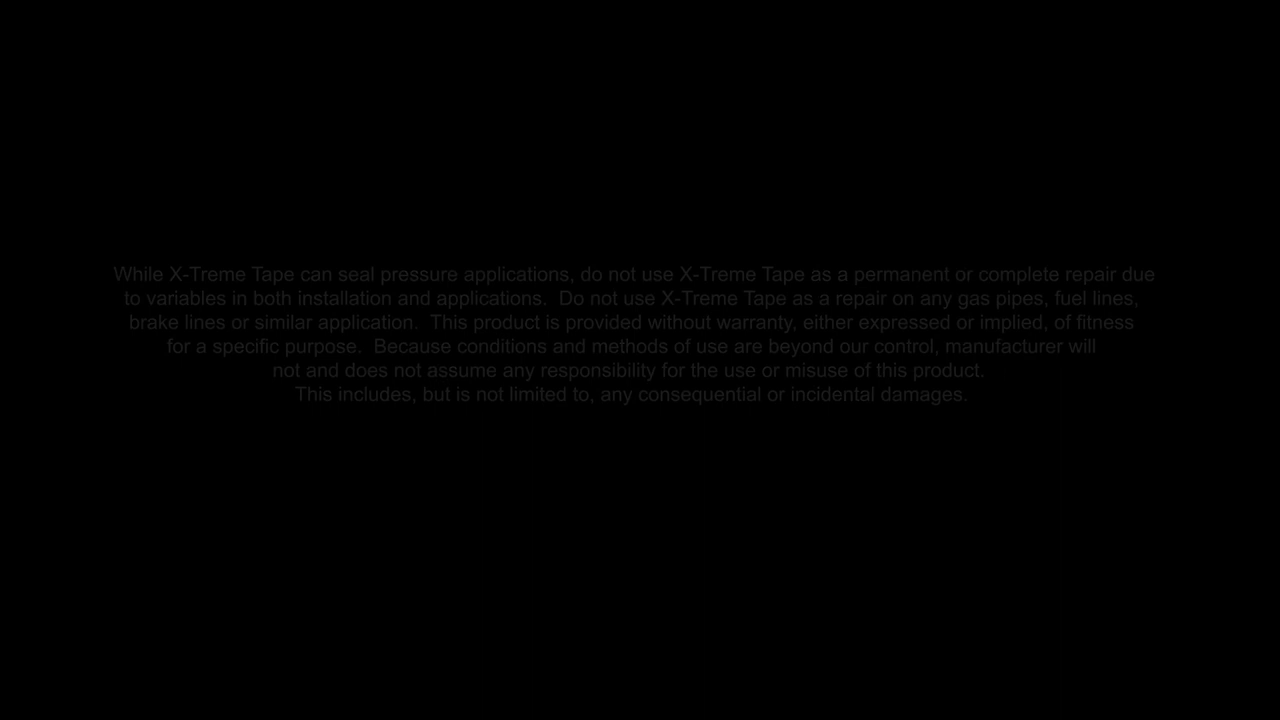 While X-Treme Tape can seal pressure applications, do not use X-Treme Tape as a permanent or complete repair due
to variables in both installation and applications.  Do not use X-Treme Tape as a repair on any gas pipes, fuel lines,
brake lines or similar application.  This product is provided without warranty, either expressed or implied, of fitness
for a specific purpose.  Because conditions and methods of use are beyond our control, manufacturer will
not and does not assume any responsibility for the use or misuse of this product.
This includes, but is not limited to, any consequential or incidental damages.